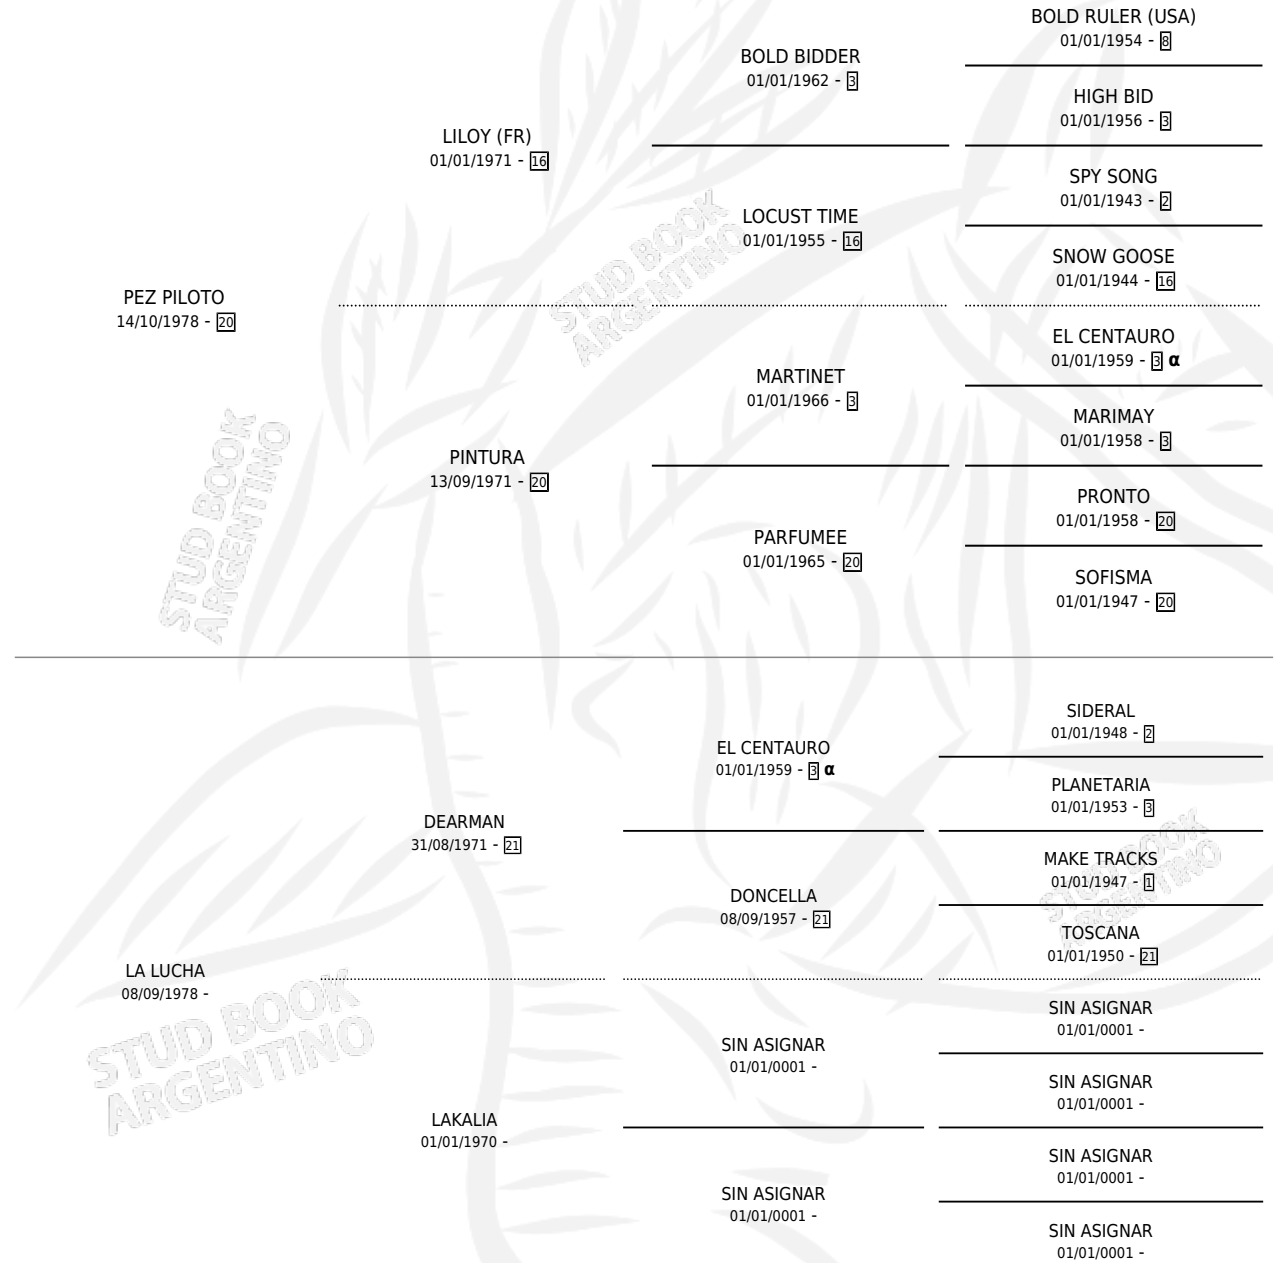 BOLD RULER (USA)
01/01/1954 - 8
BOLD BIDDER
01/01/1962 - 3
HIGH BID
01/01/1956 - 3
LILOY (FR)
01/01/1971 - 16
SPY SONG
01/01/1943 - 2
LOCUST TIME
01/01/1955 - 16
SNOW GOOSE
01/01/1944 - 16
STUD BOOK
ARGENTINO
PEZ PILOTO
14/10/1978 - 20
EL CENTAURO
01/01/1959 - 3 α
MARTINET
01/01/1966 - 3
MARIMAY
01/01/1958 - 3
PINTURA
13/09/1971 - 20
PRONTO
01/01/1958 - 20
PARFUMEE
01/01/1965 - 20
SOFISMA
01/01/1947 - 20
STUD BOOK
ARGENTINO
SIDERAL
01/01/1948 - 2
EL CENTAURO
01/01/1959 - 3 α
PLANETARIA
01/01/1953 - 3
DEARMAN
31/08/1971 - 21
MAKE TRACKS
01/01/1947 - 1
DONCELLA
08/09/1957 - 21
TOSCANA
01/01/1950 - 21
STUD BOOK
ARGENTINO
LA LUCHA
08/09/1978 -
SIN ASIGNAR
01/01/0001 -
SIN ASIGNAR
01/01/0001 -
SIN ASIGNAR
01/01/0001 -
LAKALIA
01/01/1970 -
SIN ASIGNAR
01/01/0001 -
SIN ASIGNAR
01/01/0001 -
SIN ASIGNAR
01/01/0001 -
STUD BOOK
ARGENTINO